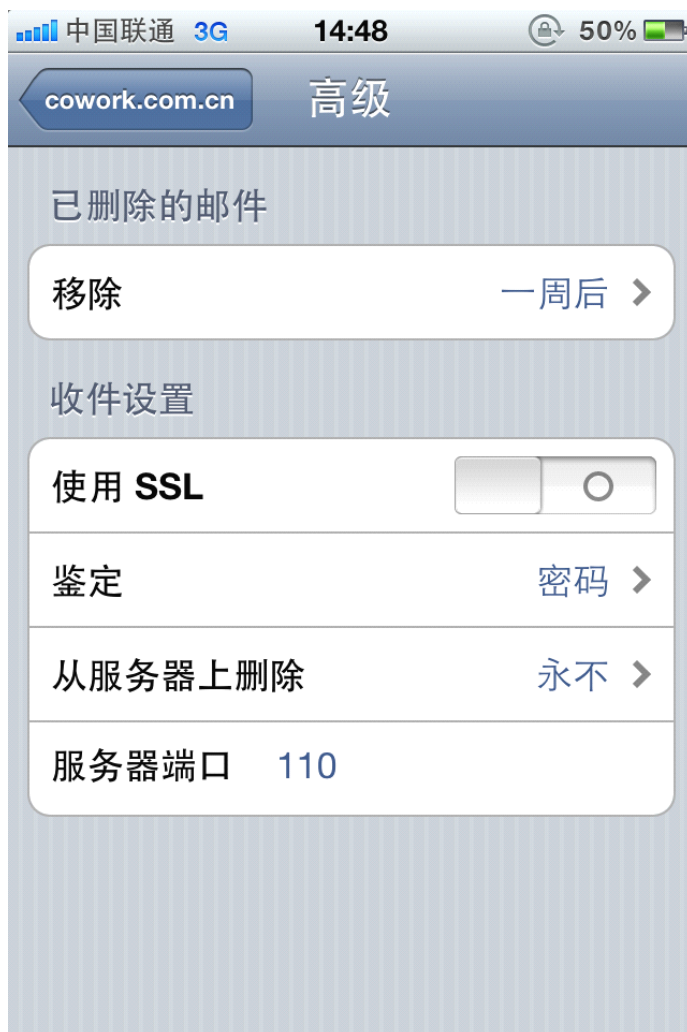 中国联通 3G 14:48 50%
cowork.com.cn 高级
已删除的邮件
移除 一周后
收件设置
使用 SSL
鉴定 密码
从服务器上删除 永不
服务器端口 110